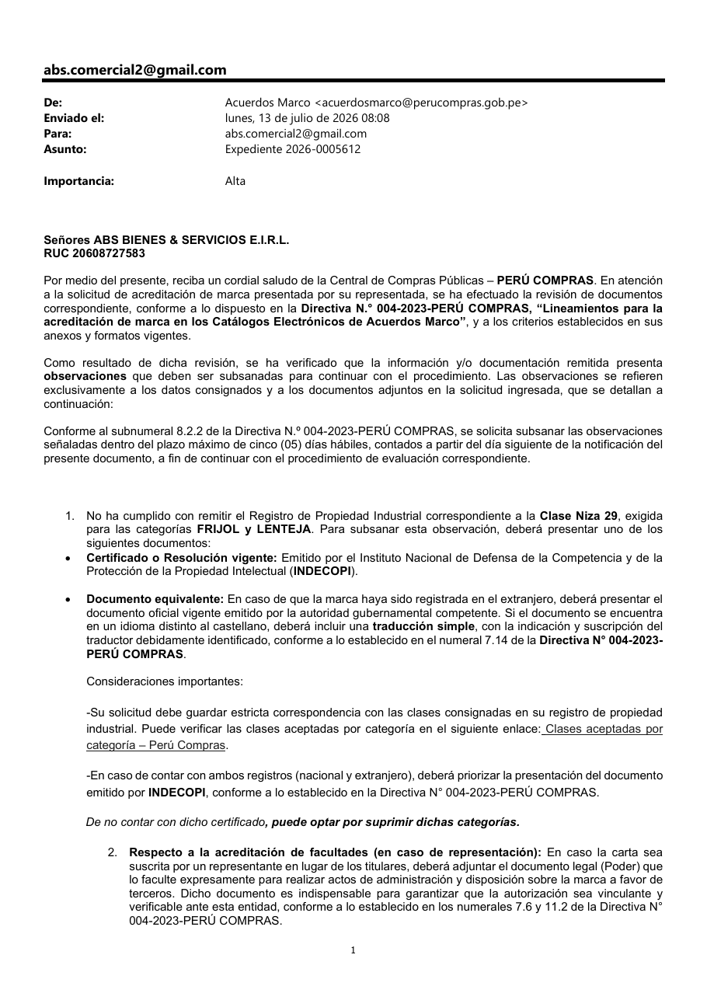 abs.comercial2@gmail.com
De: Acuerdos Marco <acuerdosmarco@perucompras.gob.pe>
Enviado el: lunes, 13 de julio de 2026 08:08
Para: abs.comercial2@gmail.com
Asunto: Expediente 2026-0005612
Importancia: Alta
Señores ABS BIENES & SERVICIOS E.I.R.L.
RUC 20608727583
Por medio del presente, reciba un cordial saludo de la Central de Compras Públicas – PERÚ COMPRAS. En atención
a la solicitud de acreditación de marca presentada por su representada, se ha efectuado la revisión de documentos
correspondiente, conforme a lo dispuesto en la Directiva N.° 004-2023-PERÚ COMPRAS, “Lineamientos para la
acreditación de marca en los Catálogos Electrónicos de Acuerdos Marco”, y a los criterios establecidos en sus
anexos y formatos vigentes.
Como resultado de dicha revisión, se ha verificado que la información y/o documentación remitida presenta
observaciones que deben ser subsanadas para continuar con el procedimiento. Las observaciones se refieren
exclusivamente a los datos consignados y a los documentos adjuntos en la solicitud ingresada, que se detallan a
continuación:
Conforme al subnumeral 8.2.2 de la Directiva N.º 004-2023-PERÚ COMPRAS, se solicita subsanar las observaciones
señaladas dentro del plazo máximo de cinco (05) días hábiles, contados a partir del día siguiente de la notificación del
presente documento, a fin de continuar con el procedimiento de evaluación correspondiente.
1. No ha cumplido con remitir el Registro de Propiedad Industrial correspondiente a la Clase Niza 29, exigida
para las categorías FRIJOL y LENTEJA. Para subsanar esta observación, deberá presentar uno de los
siguientes documentos:
• Certificado o Resolución vigente: Emitido por el Instituto Nacional de Defensa de la Competencia y de la
Protección de la Propiedad Intelectual (INDECOPI).
• Documento equivalente: En caso de que la marca haya sido registrada en el extranjero, deberá presentar el
documento oficial vigente emitido por la autoridad gubernamental competente. Si el documento se encuentra
en un idioma distinto al castellano, deberá incluir una traducción simple, con la indicación y suscripción del
traductor debidamente identificado, conforme a lo establecido en el numeral 7.14 de la Directiva N° 004-2023-
PERÚ COMPRAS.
Consideraciones importantes:
-Su solicitud debe guardar estricta correspondencia con las clases consignadas en su registro de propiedad
industrial. Puede verificar las clases aceptadas por categoría en el siguiente enlace: Clases aceptadas por
categoría – Perú Compras.
-En caso de contar con ambos registros (nacional y extranjero), deberá priorizar la presentación del documento
emitido por INDECOPI, conforme a lo establecido en la Directiva N° 004-2023-PERÚ COMPRAS.
De no contar con dicho certificado, puede optar por suprimir dichas categorías.
2. Respecto a la acreditación de facultades (en caso de representación): En caso la carta sea
suscrita por un representante en lugar de los titulares, deberá adjuntar el documento legal (Poder) que
lo faculte expresamente para realizar actos de administración y disposición sobre la marca a favor de
terceros. Dicho documento es indispensable para garantizar que la autorización sea vinculante y
verificable ante esta entidad, conforme a lo establecido en los numerales 7.6 y 11.2 de la Directiva N°
004-2023-PERÚ COMPRAS.
1